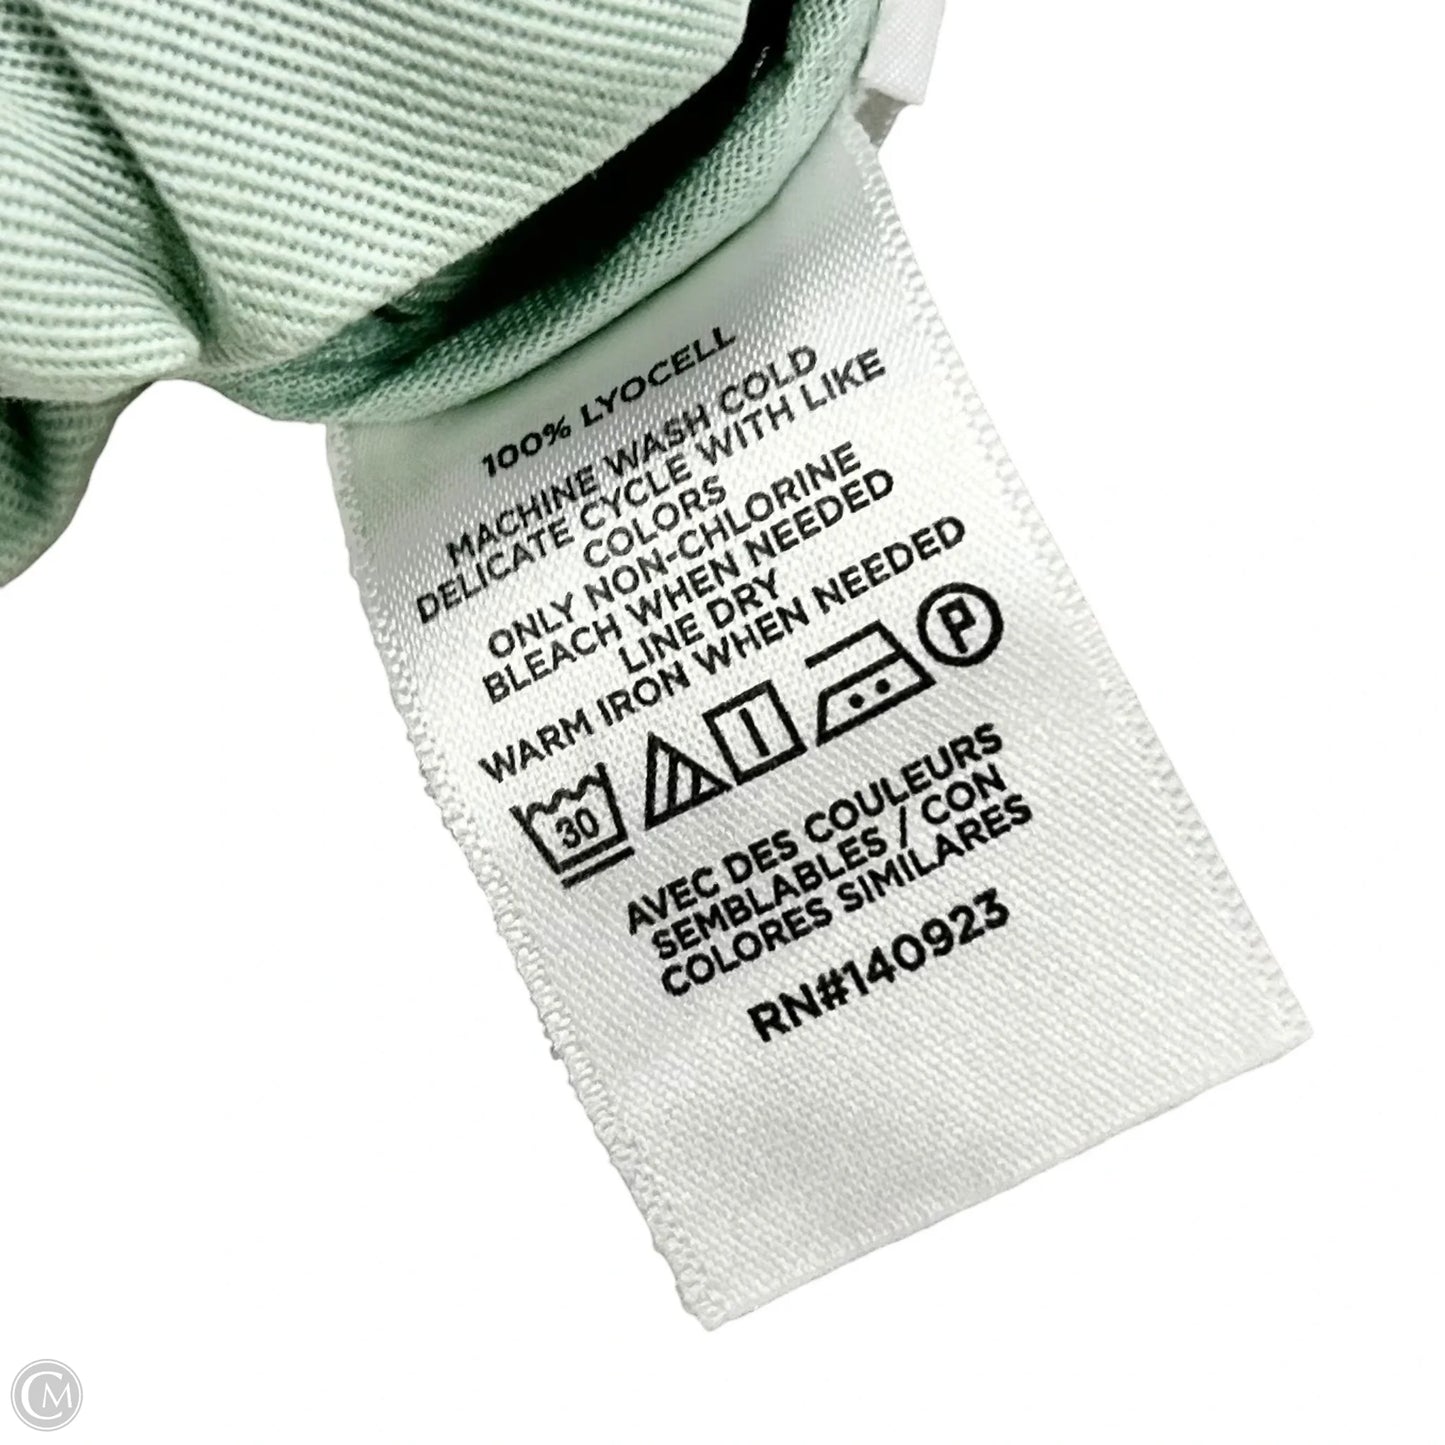 100% LYOCELL
MACHINE WASH COLD
DELICATE CYCLE WITH LIKE
COLORS
ONLY NON-CHLORINE
BLEACH WHEN NEEDED
LINE DRY
WARM IRON WHEN NEEDED
30 P
AVEC DES COULEURS
SEMBLABLES / CON
COLORES SIMILARES
RN#140923
CM